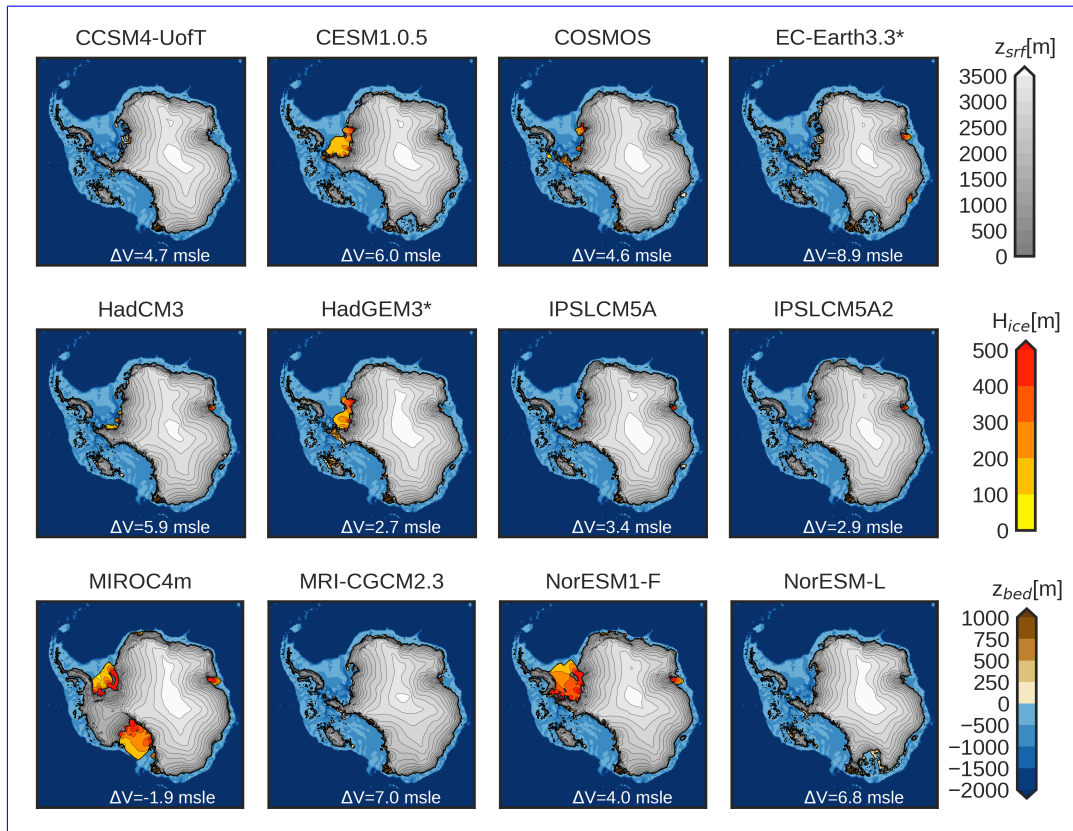 CCSM4-UofT
CESM1.0.5
COSMOS
EC-Earth3.3*
ΔV=4.7 msle
ΔV=6.0 msle
ΔV=4.6 msle
ΔV=8.9 msle
z_srf[m]
3500
3000
2500
2000
1500
1000
500
0
HadCM3
HadGEM3*
IPSLCM5A
IPSLCM5A2
ΔV=5.9 msle
ΔV=2.7 msle
ΔV=3.4 msle
ΔV=2.9 msle
H_ice[m]
500
400
300
200
100
0
MIROC4m
MRI-CGCM2.3
NorESM1-F
NorESM-L
ΔV=-1.9 msle
ΔV=7.0 msle
ΔV=4.0 msle
ΔV=6.8 msle
z_bed[m]
1000
750
500
250
0
−500
−1000
−1500
−2000